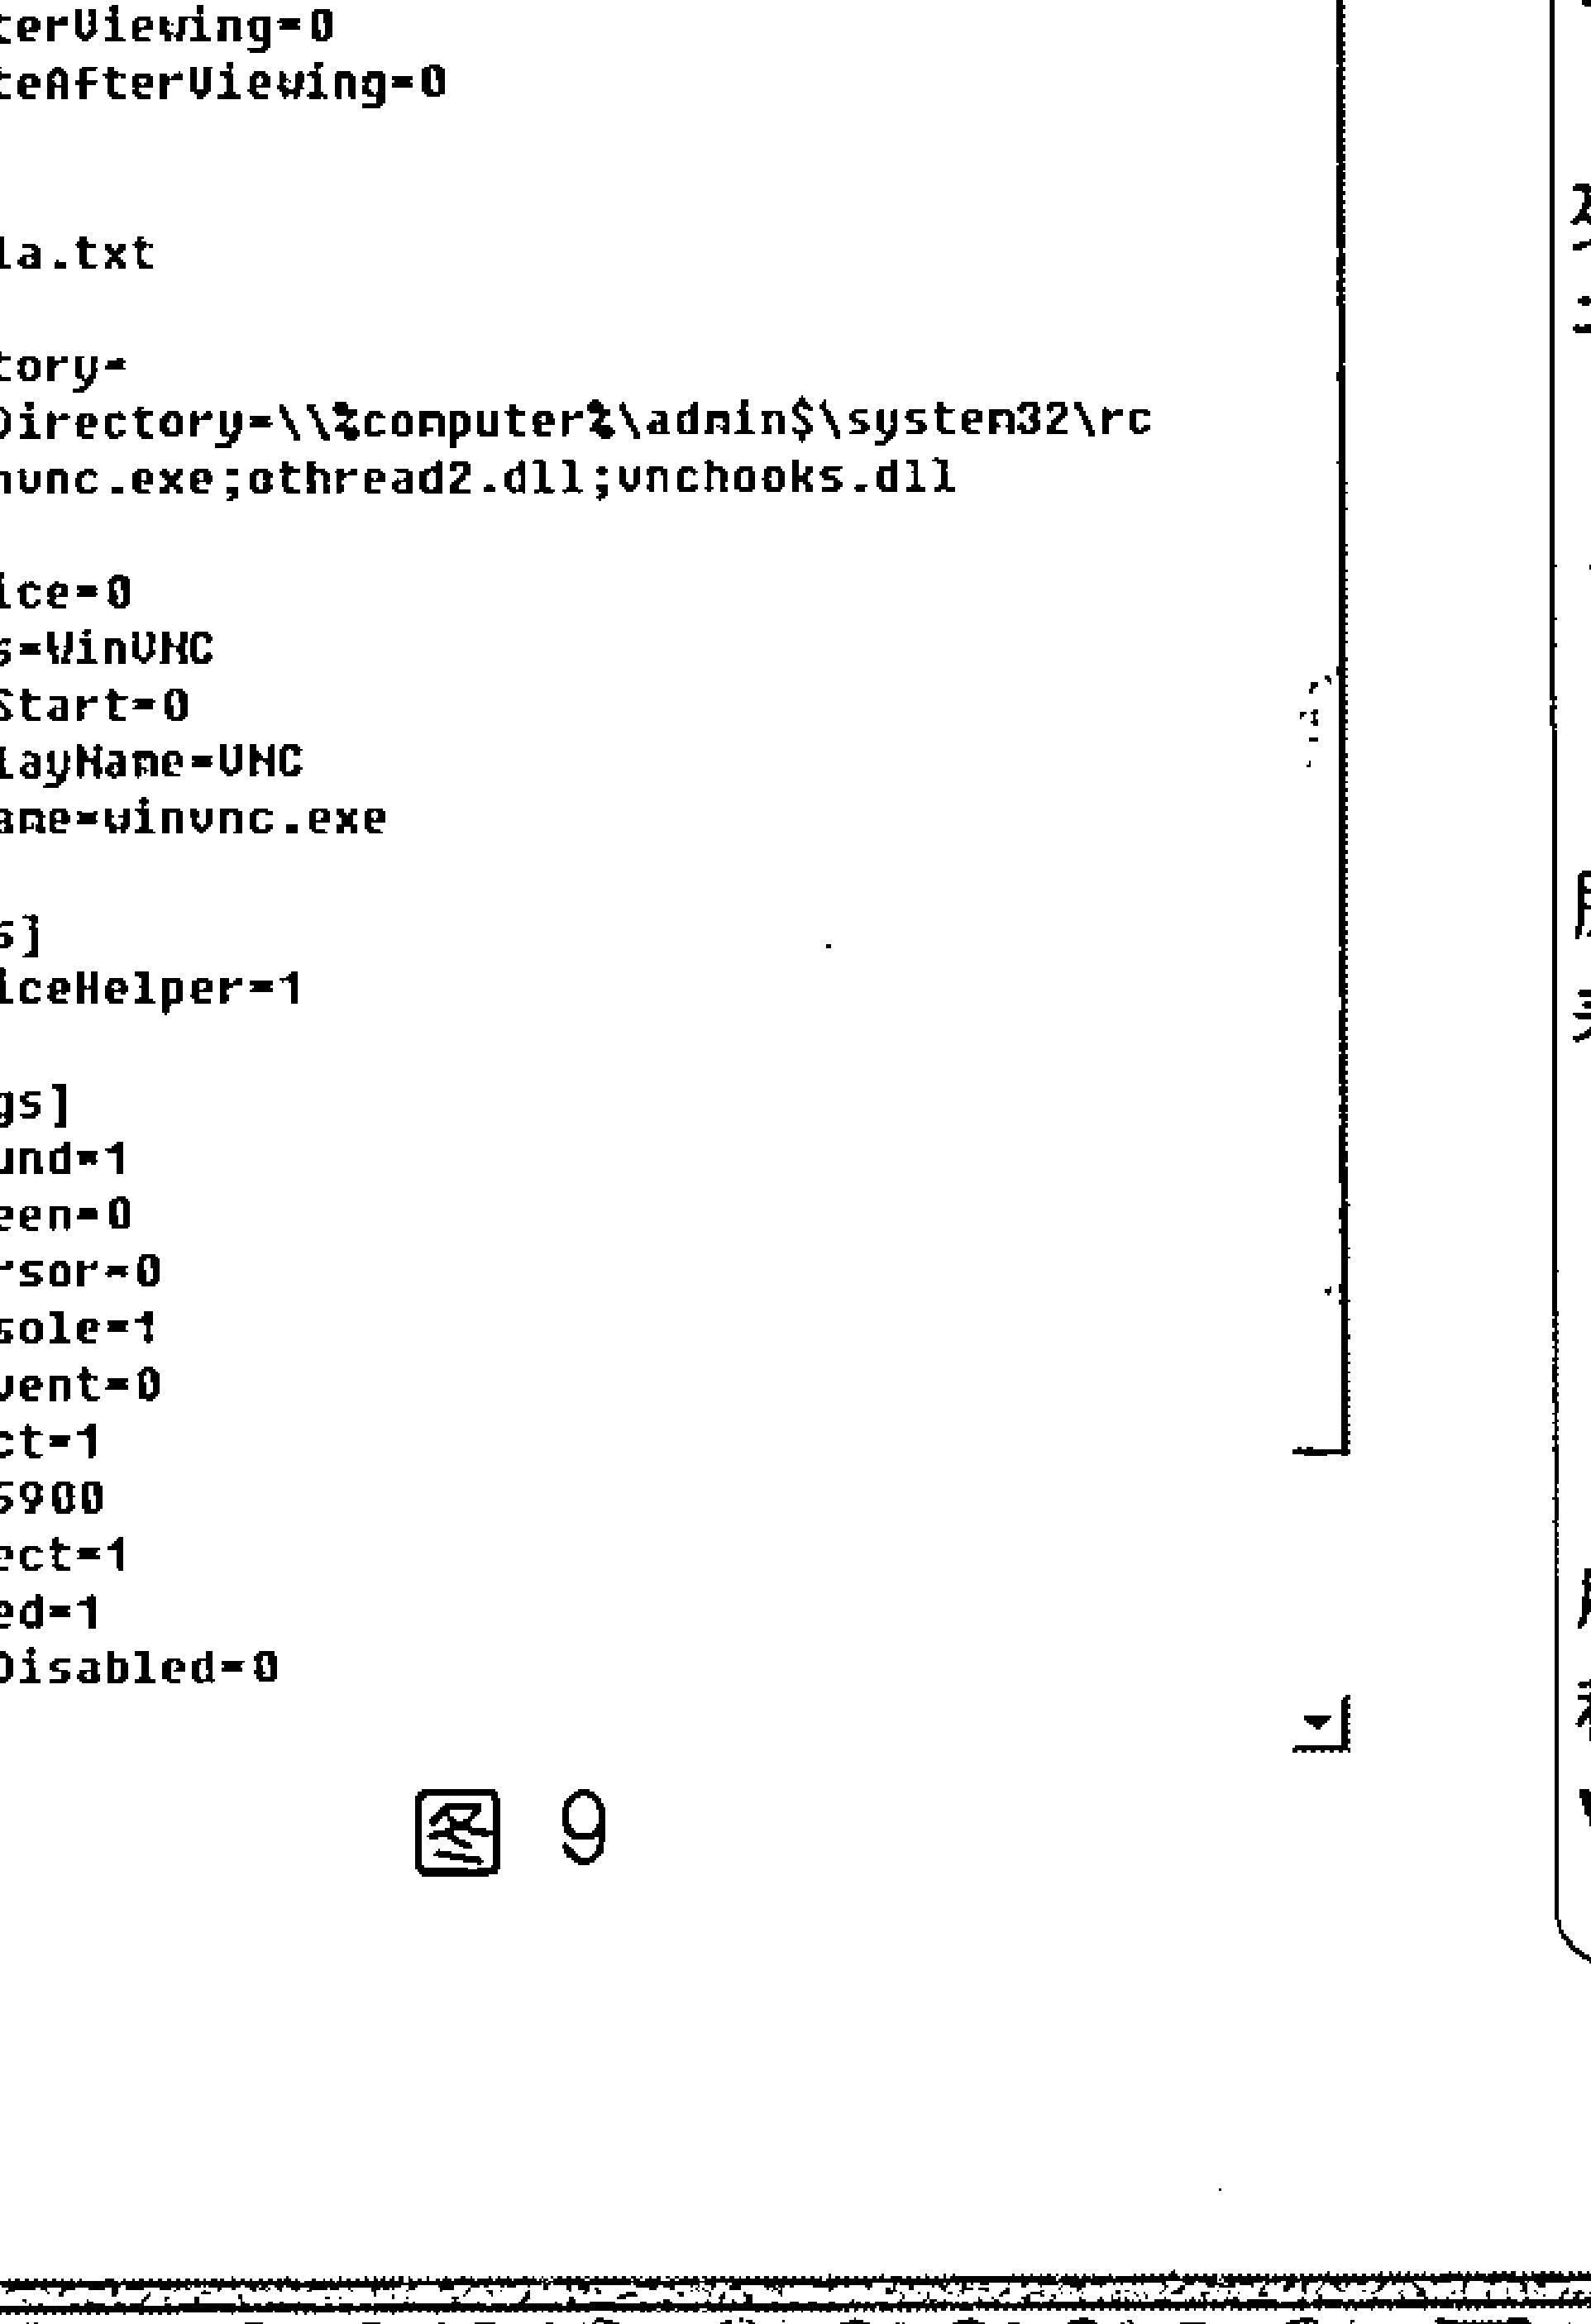 terViewing=0
teAfterViewing=0
la.txt
tory=
Directory=\\%computer%\admin$\system32\rc
nvnc.exe;othread2.dll;vnchooks.dll
ice=0
s=WinVNC
Start=0
layName=VNC
ame=winvnc.exe
s]
iceHelper=1
gs]
und=1
een=0
rsor=0
sole=1
vent=0
ct=1
5900
ect=1
ed=1
Disabled=0
图 9